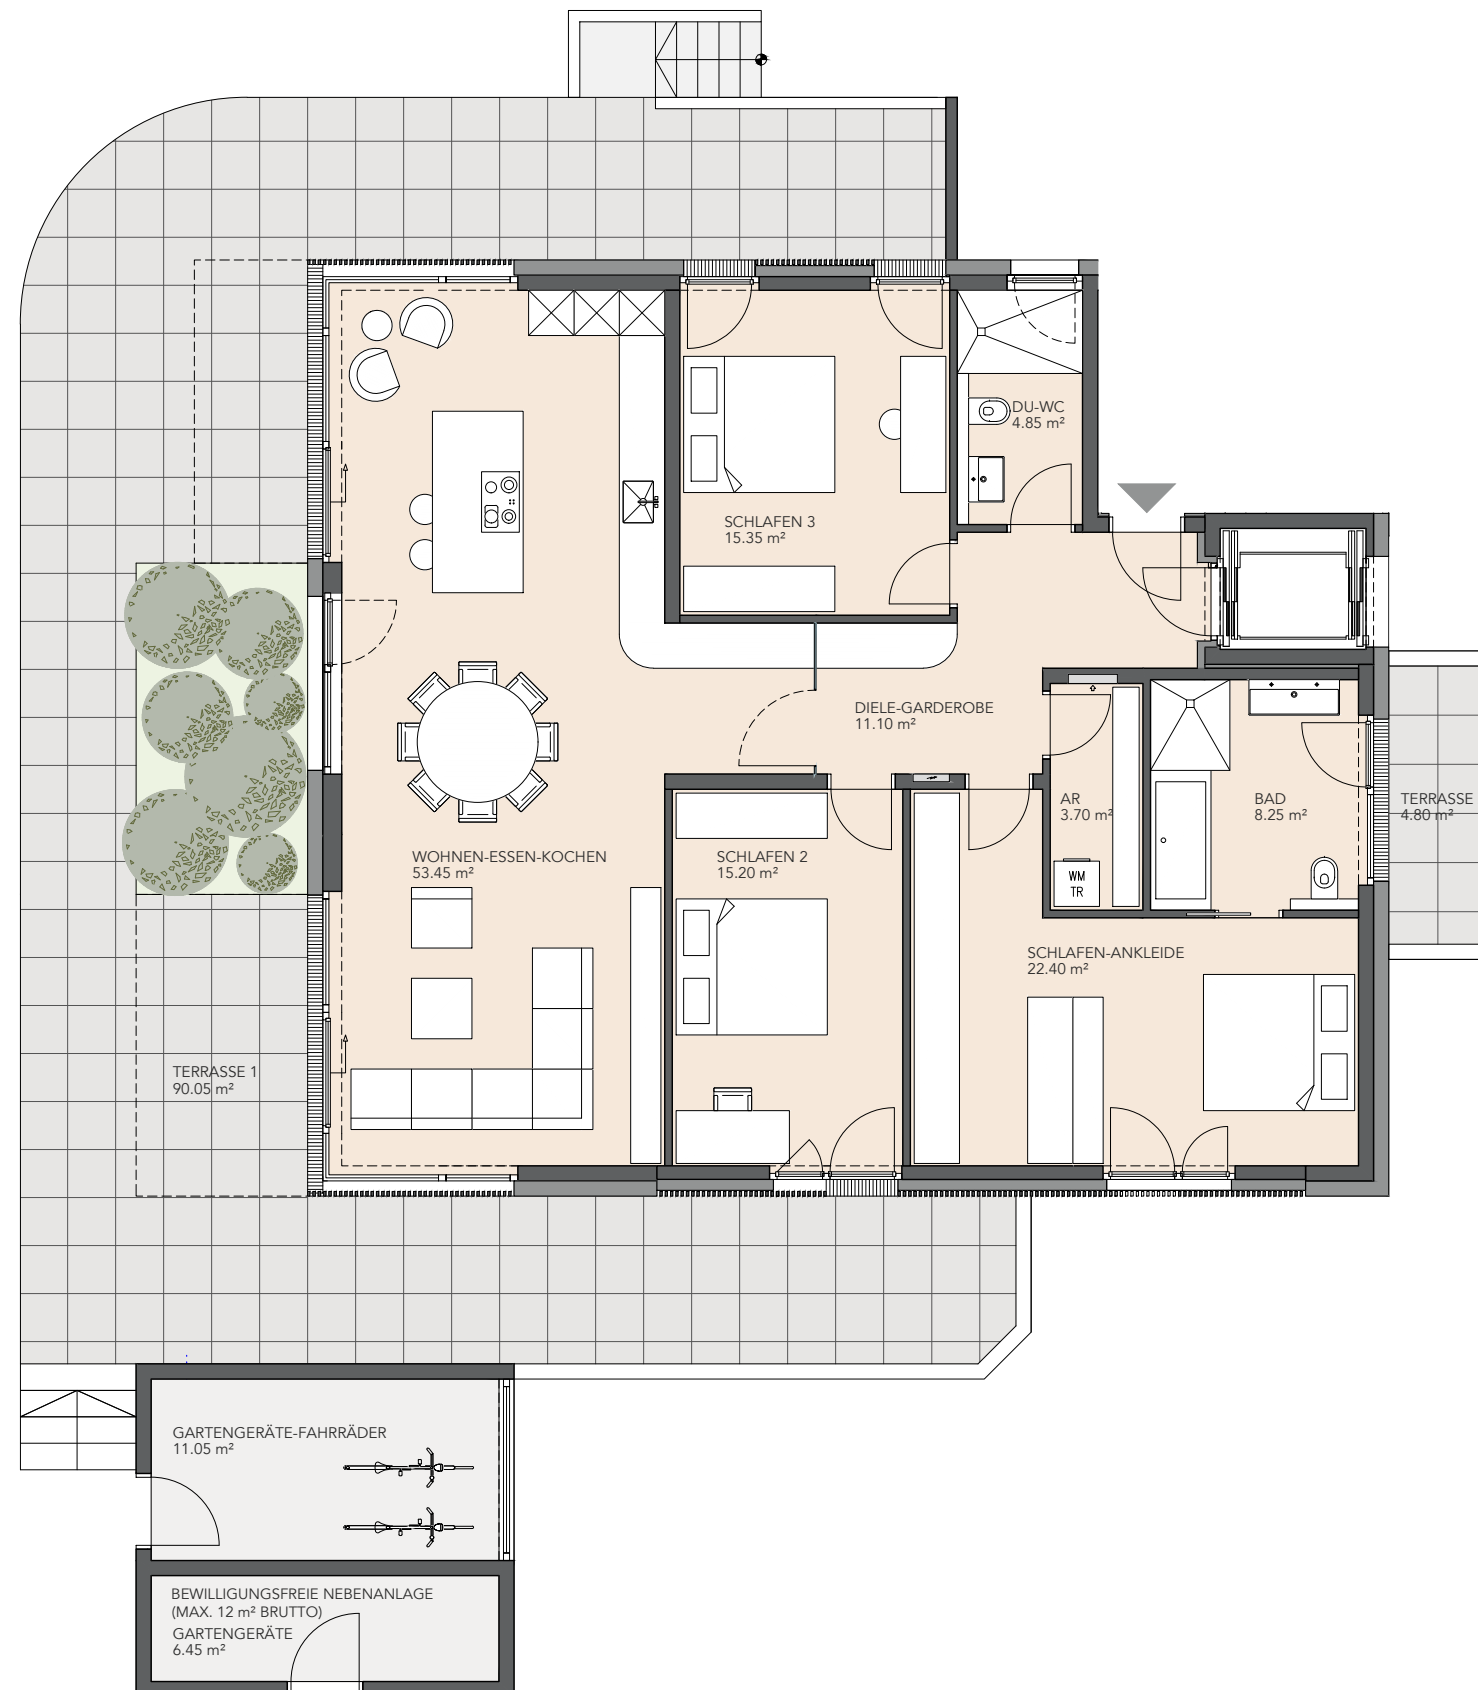 DU-WC
4.85 m²
SCHLAFEN 3
15.35 m²
DIELE-GARDEROBE
11.10 m²
AR
3.70 m²
BAD
8.25 m²
TERRASSE
4.80 m²
WM
TR
WOHNEN-ESSEN-KOCHEN
53.45 m²
SCHLAFEN 2
15.20 m²
SCHLAFEN-ANKLEIDE
22.40 m²
TERRASSE 1
90.05 m²
GARTENGERÄTE-FAHRRÄDER
11.05 m²
BEWILLIGUNGSFREIE NEBENANLAGE
(MAX. 12 m² BRUTTO)
GARTENGERÄTE
6.45 m²